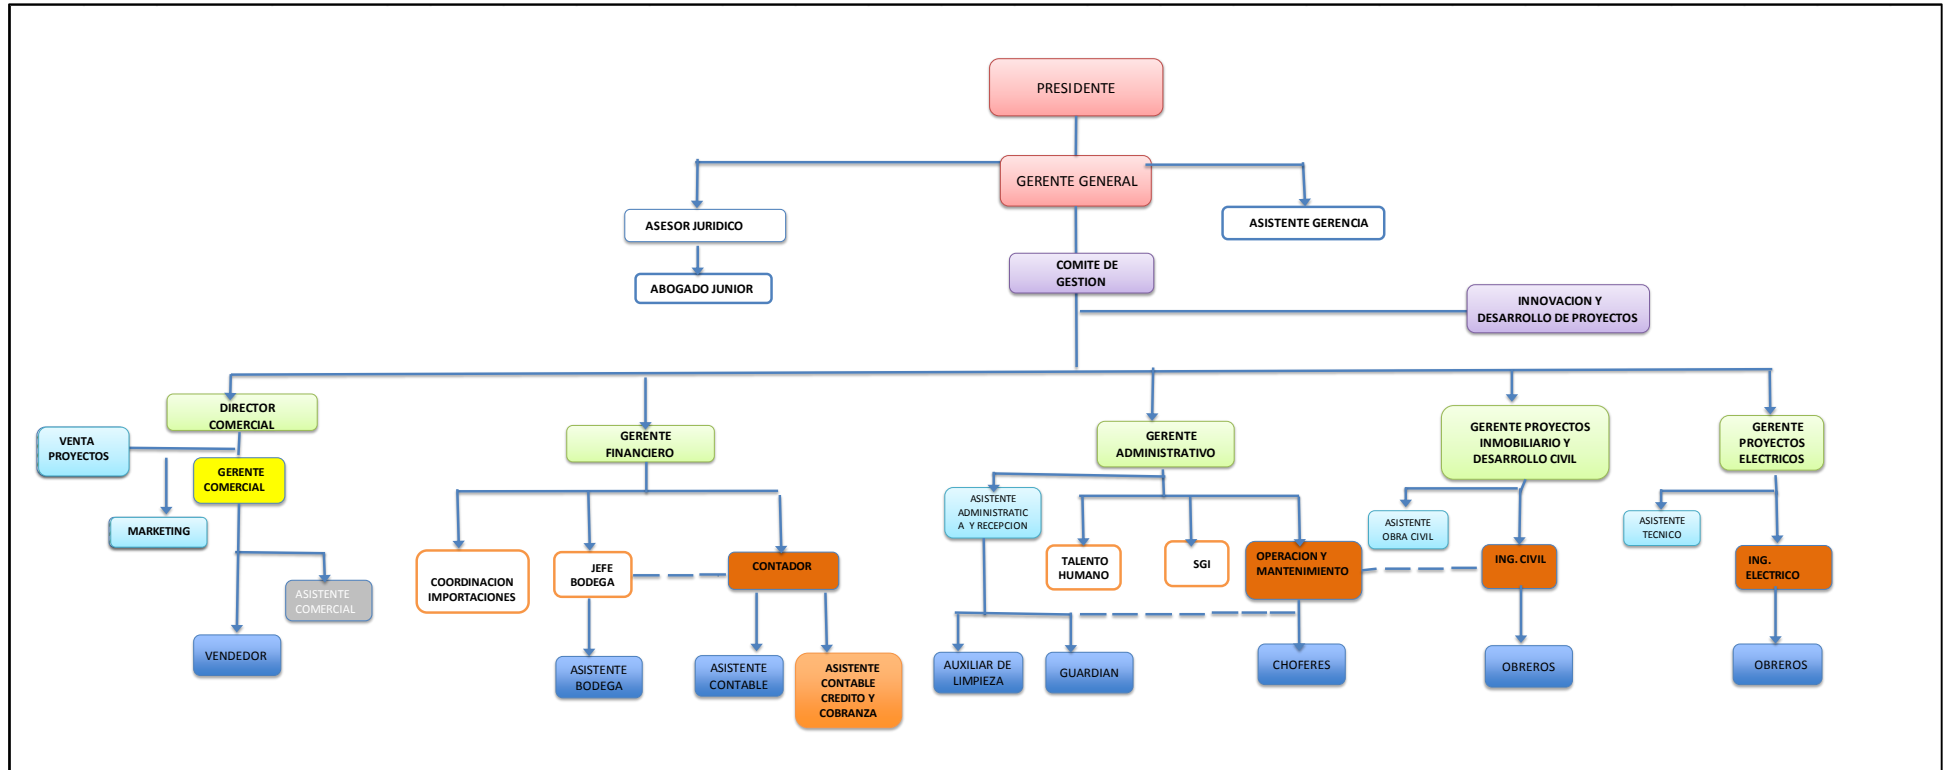 PRESIDENTE
GERENTE GENERAL
ASESOR JURIDICO
ASISTENTE GERENCIA
ABOGADO JUNIOR
COMITE DE
GESTION
INNOVACION Y
DESARROLLO DE PROYECTOS
DIRECTOR
COMERCIAL
VENTA
PROYECTOS
GERENTE
COMERCIAL
MARKETING
ASISTENTE
COMERCIAL
VENDEDOR
GERENTE
FINANCIERO
COORDINACION
IMPORTACIONES
JEFE
BODEGA
CONTADOR
ASISTENTE
BODEGA
ASISTENTE
CONTABLE
ASISTENTE
CONTABLE
CREDITO Y
COBRANZA
GERENTE
ADMINISTRATIVO
ASISTENTE
ADMINISTRATIC
A Y RECEPCION
TALENTO
HUMANO
SGI
OPERACION Y
MANTENIMIENTO
AUXILIAR DE
LIMPIEZA
GUARDIAN
CHOFERES
GERENTE PROYECTOS
INMOBILIARIO Y
DESARROLLO CIVIL
ASISTENTE
OBRA CIVIL
ING. CIVIL
OBREROS
GERENTE
PROYECTOS
ELECTRICOS
ASISTENTE
TECNICO
ING.
ELECTRICO
OBREROS